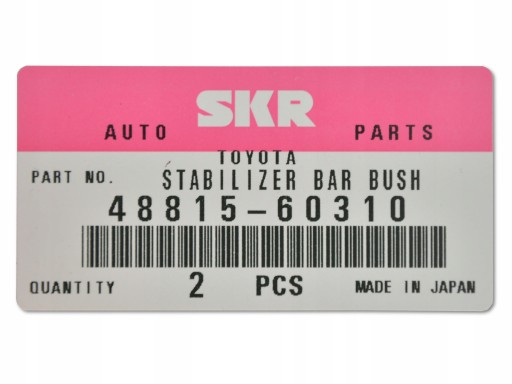 SKR
AUTO PARTS
TOYOTA
PART NO. STABILIZER BAR BUSH
48815-60310
QUANTITY 2 PCS MADE IN JAPAN